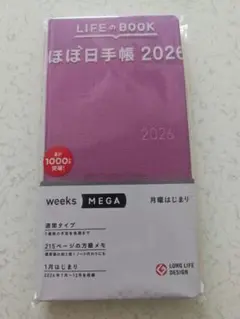 LIFEのBOOK
ほぼ日手帳 2026
1000
2026
weeks MEGA
月曜はじまり
週間タイプ
215ページの方眼メモ
1月はじまり
LONG LIFE
DESIGN